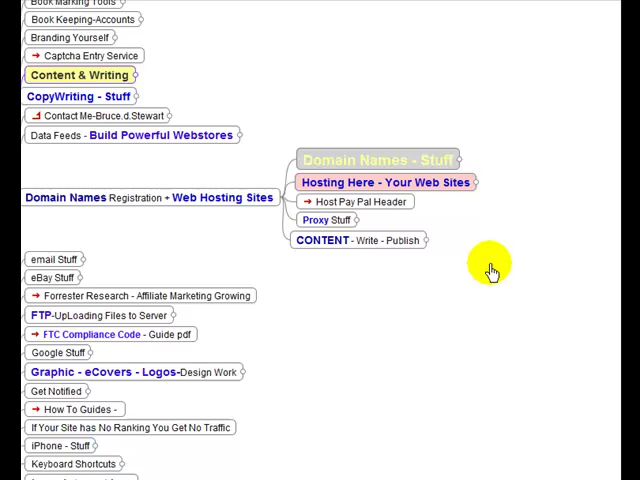 Book Marking Tools
Book Keeping-Accounts
Branding Yourself
Captcha Entry Service
Content & Writing
CopyWriting - Stuff
Contact Me-Bruce.d.Stewart
Data Feeds - Build Powerful Webstores
Domain Names - Stuff
Hosting Here - Your Web Sites
Domain Names Registration + Web Hosting Sites
Host Pay Pal Header
Proxy Stuff
CONTENT - Write - Publish
email Stuff
eBay Stuff
Forrester Research - Affiliate Marketing Growing
FTP-UpLoading Files to Server
FTC Compliance Code - Guide pdf
Google Stuff
Graphic - eCovers - Logos-Design Work
Get Notified
How To Guides -
If Your Site has No Ranking You Get No Traffic
iPhone - Stuff
Keyboard Shortcuts